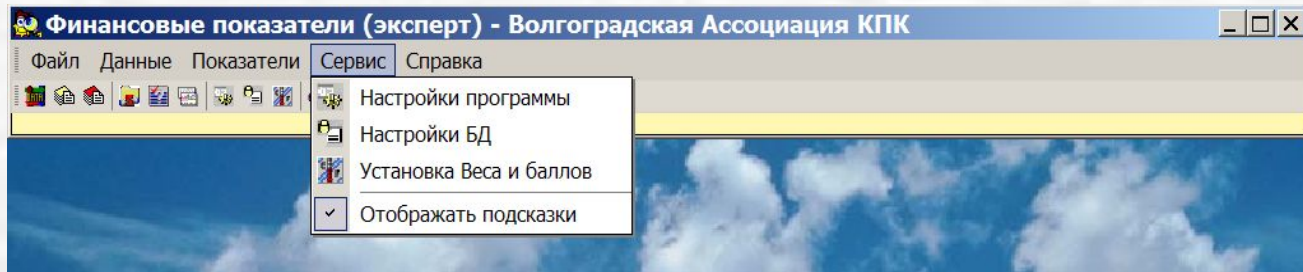 Финансовые показатели (эксперт) - Волгоградская Ассоциация КПК
Файл Данные Показатели Сервис Справка
Настройки программы
Настройки БД
Установка Веса и баллов
Отображать подсказки